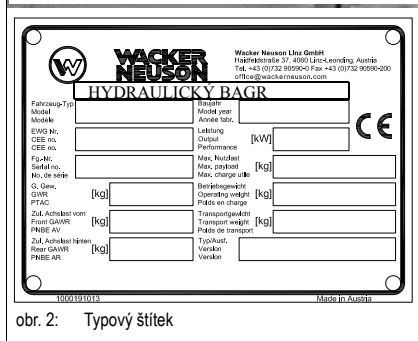 WACKER
NEUSON
Wacker Neuson Linz GmbH
Haidfeldstraße 37, 4060 Linz-Leonding, Austria
Tel. +43 (0)732 90590-0 Fax +43 (0)732 90590-200
office@wackerneuson.com
HYDRAULICKÝ BAGR
Fahrzeug-Typ
Model
Modèle
Baujahr
Model year
Année fabr.
CE
EWG Nr.
CEE no.
CEE no.
Leistung
Output [kW]
Performance
Fg.-Nr.
Serial no.
No. de série
Max. Nutzlast
Max. payload [kg]
Max. charge utile
G. Gew.
GWR [kg]
PTAC
Betriebsgewicht
Operating weight [kg]
Poids en charge
Zul. Achslast vorn
Front GAWR [kg]
PNBE AV
Transportgewicht
Transport weight [kg]
Poids de transport
Zul. Achslast hinten
Rear GAWR [kg]
PNBE AR
Typ/Ausf.
Version
Version
1000191013 Made in Austria
obr. 2: Typový štítek